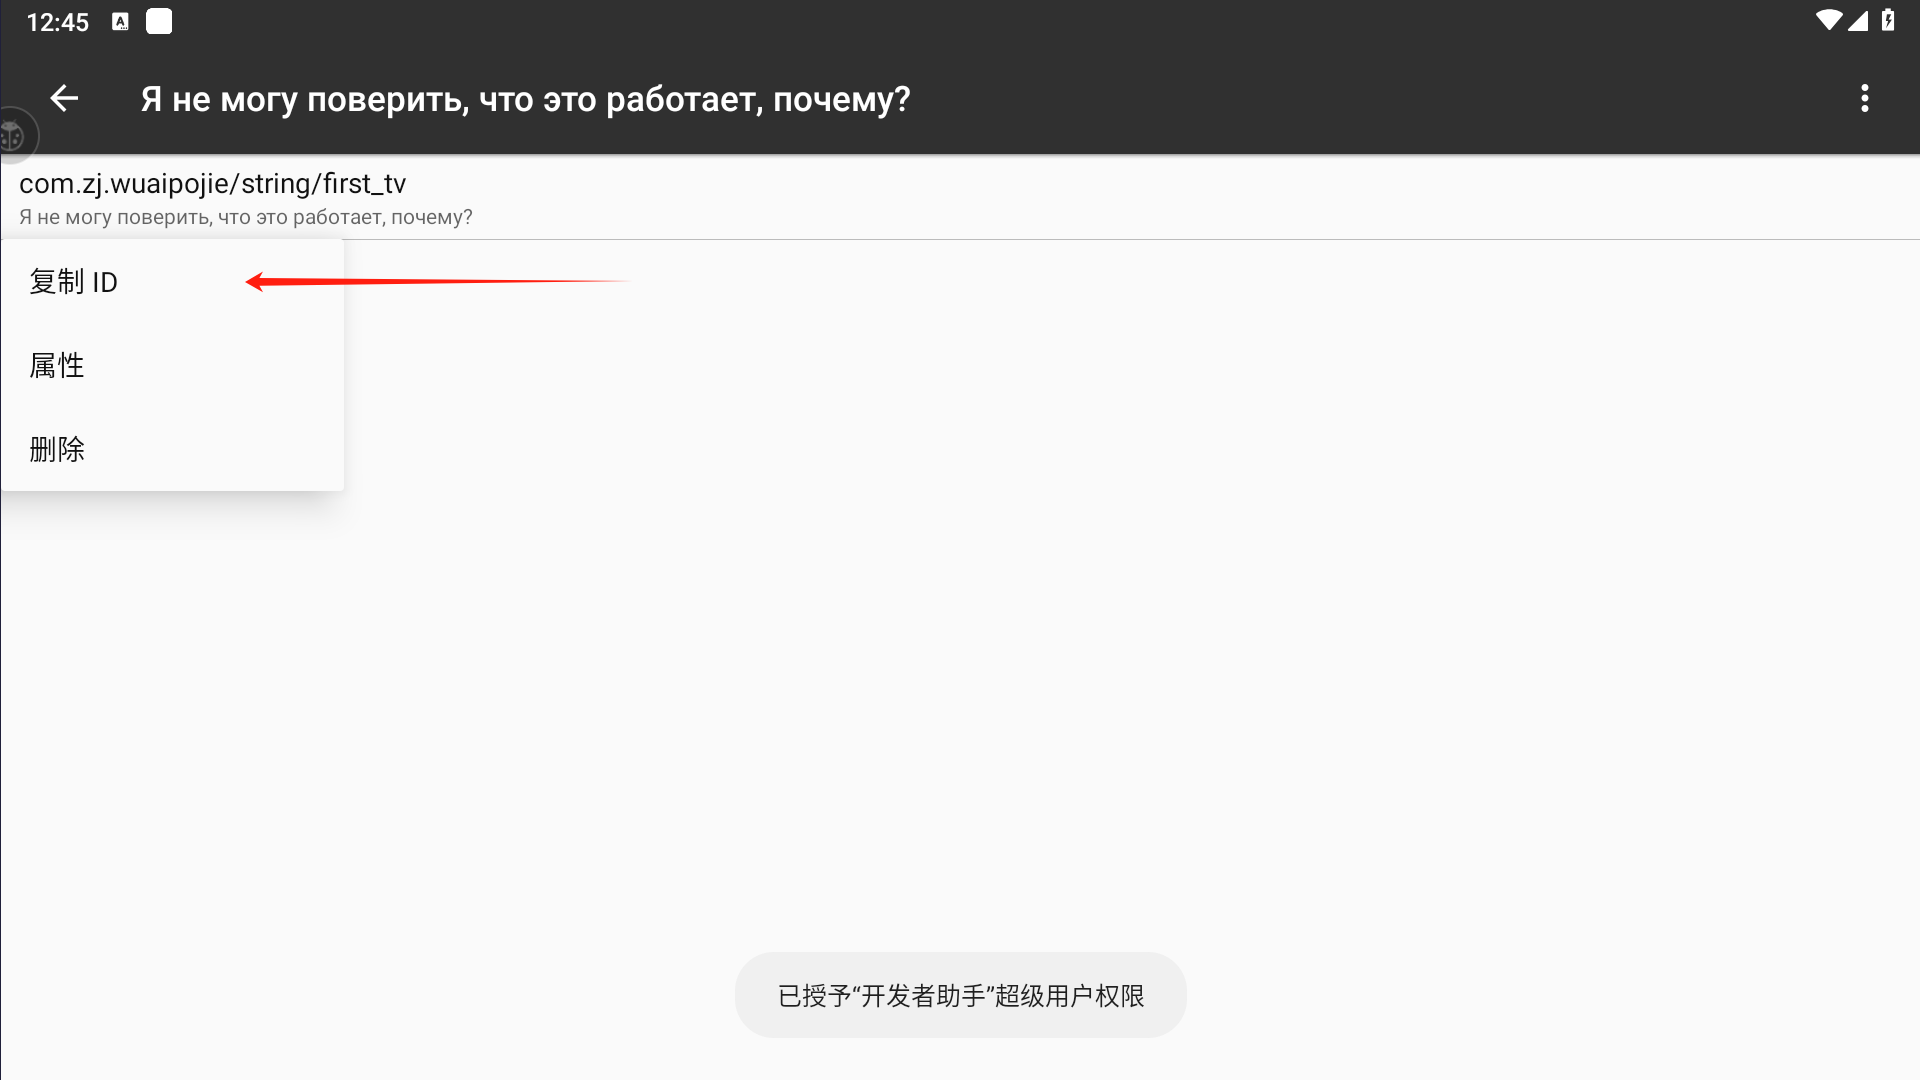 12:45
Я не могу поверить, что это работает, почему?
com.zj.wuaipojie/string/first_tv
Я не могу поверить, что это работает, почему?
复制 ID
属性
删除
已授予“开发者助手”超级用户权限